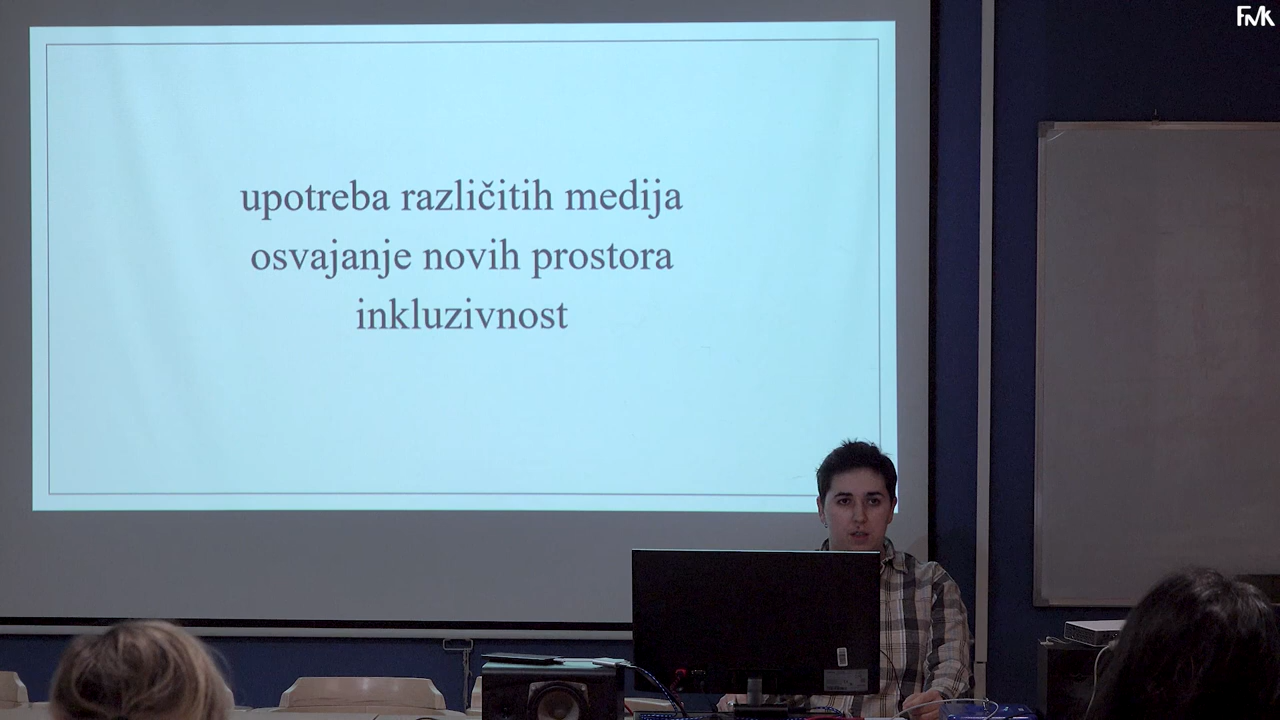 FMK
upotreba različitih medija
osvajanje novih prostora
inkluzivnost